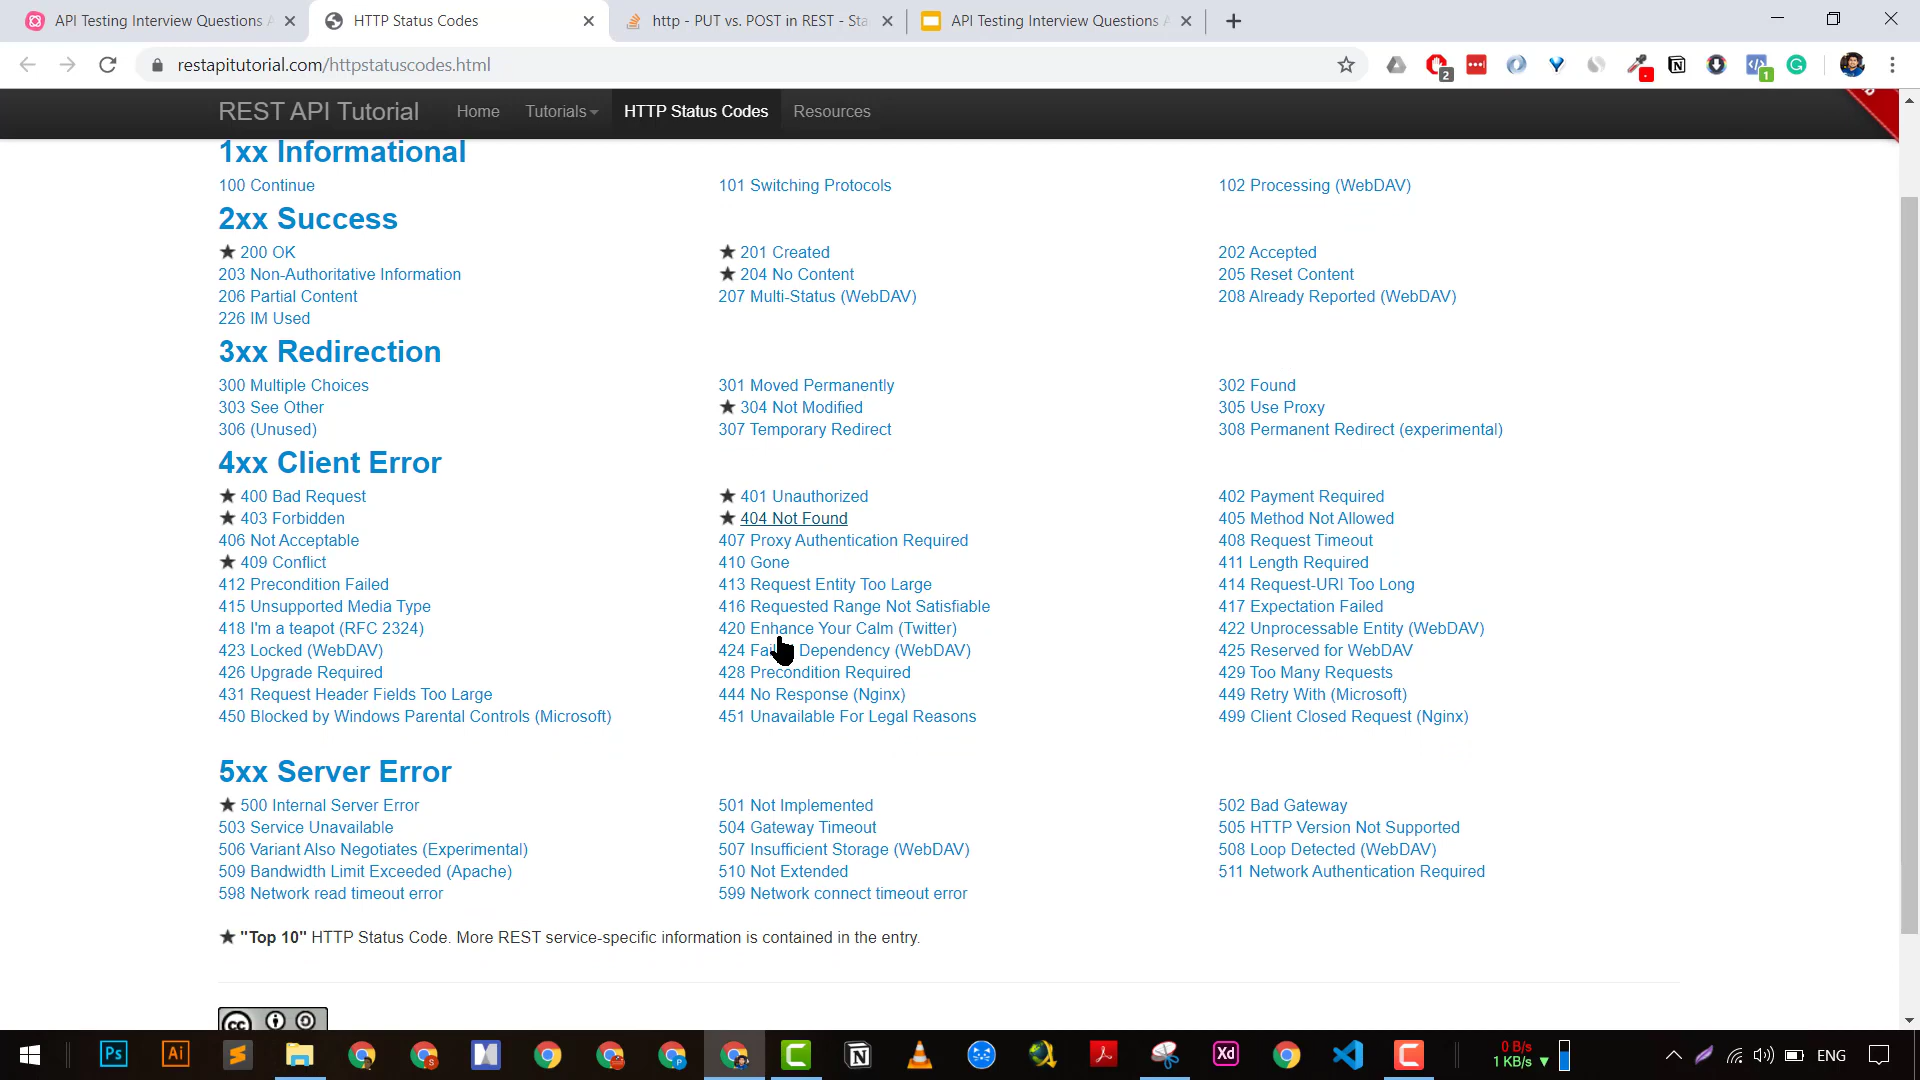 API Testing Interview Questions A
HTTP Status Codes
http - PUT vs. POST in REST - Sta
API Testing Interview Questions A
restapitutorial.com/httpstatuscodes.html
2
1
REST API Tutorial
Home
Tutorials
HTTP Status Codes
Resources
1xx Informational
100 Continue
101 Switching Protocols
102 Processing (WebDAV)
2xx Success
★ 200 OK
★ 201 Created
202 Accepted
203 Non-Authoritative Information
★ 204 No Content
205 Reset Content
206 Partial Content
207 Multi-Status (WebDAV)
208 Already Reported (WebDAV)
226 IM Used
3xx Redirection
300 Multiple Choices
301 Moved Permanently
302 Found
303 See Other
★ 304 Not Modified
305 Use Proxy
306 (Unused)
307 Temporary Redirect
308 Permanent Redirect (experimental)
4xx Client Error
★ 400 Bad Request
★ 401 Unauthorized
402 Payment Required
★ 403 Forbidden
★ 404 Not Found
405 Method Not Allowed
406 Not Acceptable
407 Proxy Authentication Required
408 Request Timeout
★ 409 Conflict
410 Gone
411 Length Required
412 Precondition Failed
413 Request Entity Too Large
414 Request-URI Too Long
415 Unsupported Media Type
416 Requested Range Not Satisfiable
417 Expectation Failed
418 I'm a teapot (RFC 2324)
420 Enhance Your Calm (Twitter)
422 Unprocessable Entity (WebDAV)
423 Locked (WebDAV)
424 Dependency (WebDAV)
425 Reserved for WebDAV
426 Upgrade Required
428 Precondition Required
429 Too Many Requests
431 Request Header Fields Too Large
444 No Response (Nginx)
449 Retry With (Microsoft)
450 Blocked by Windows Parental Controls (Microsoft)
451 Unavailable For Legal Reasons
499 Client Closed Request (Nginx)
5xx Server Error
★ 500 Internal Server Error
501 Not Implemented
502 Bad Gateway
503 Service Unavailable
504 Gateway Timeout
505 HTTP Version Not Supported
506 Variant Also Negotiates (Experimental)
507 Insufficient Storage (WebDAV)
508 Loop Detected (WebDAV)
509 Bandwidth Limit Exceeded (Apache)
510 Not Extended
511 Network Authentication Required
598 Network read timeout error
599 Network connect timeout error
★ "Top 10" HTTP Status Code. More REST service-specific information is contained in the entry.
cc
Ps
Ai
Xd
0 B/s
1 KB/s
ENG